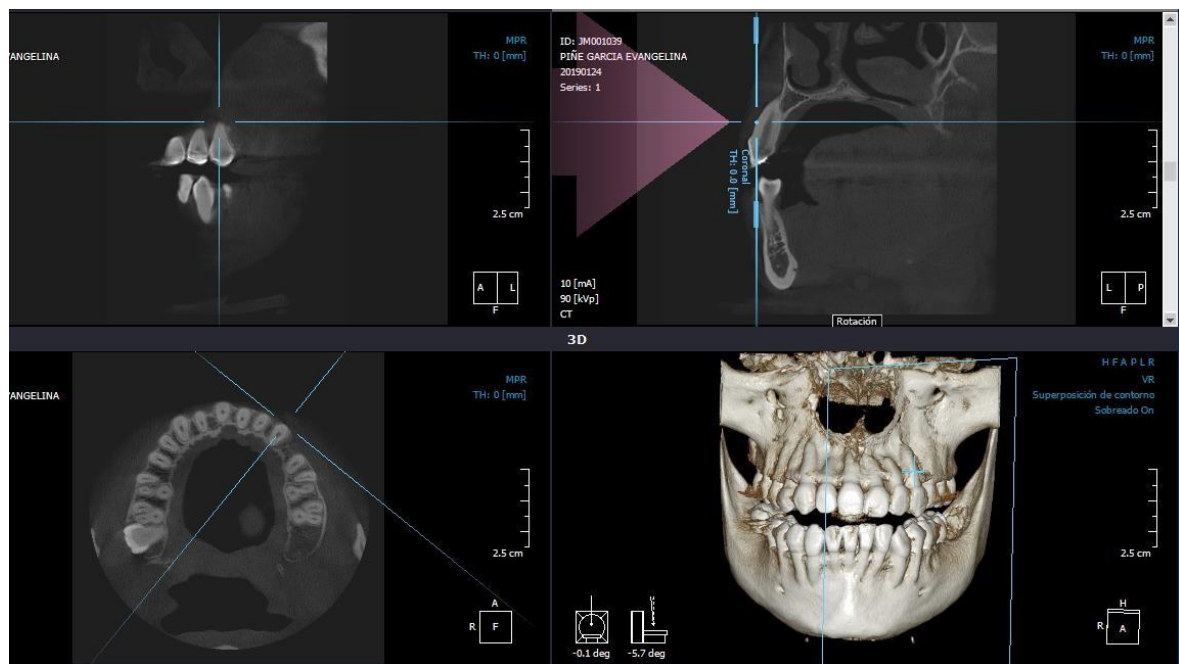 VANGELINA
MPR
TH: 0 [mm]
2.5 cm
A L
F
ID: JM001039
PIÑE GARCIA EVANGELINA
20190124
Series: 1
MPR
TH: 0 [mm]
Coronal
TH: 0.0 [mm]
2.5 cm
10 [mA]
90 [kVp]
CT
L P
F
Rotación
3D
ANGELINA
MPR
TH: 0 [mm]
2.5 cm
A
R F
H F A P L R
VR
Superposición de contorno
Sobreado On
2.5 cm
-0.1 deg
-5.7 deg
H
R A